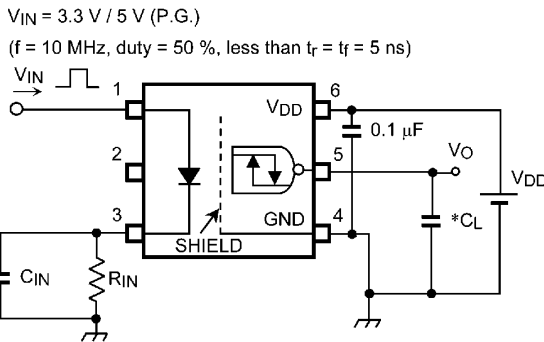 VIN = 3.3 V / 5 V (P.G.)
(f = 10 MHz, duty = 50 %, less than tr = tf = 5 ns)
VIN
1
6
VDD
0.1 μF
2
5
VO
VDD
3
GND
4
*CL
SHIELD
CIN
RIN